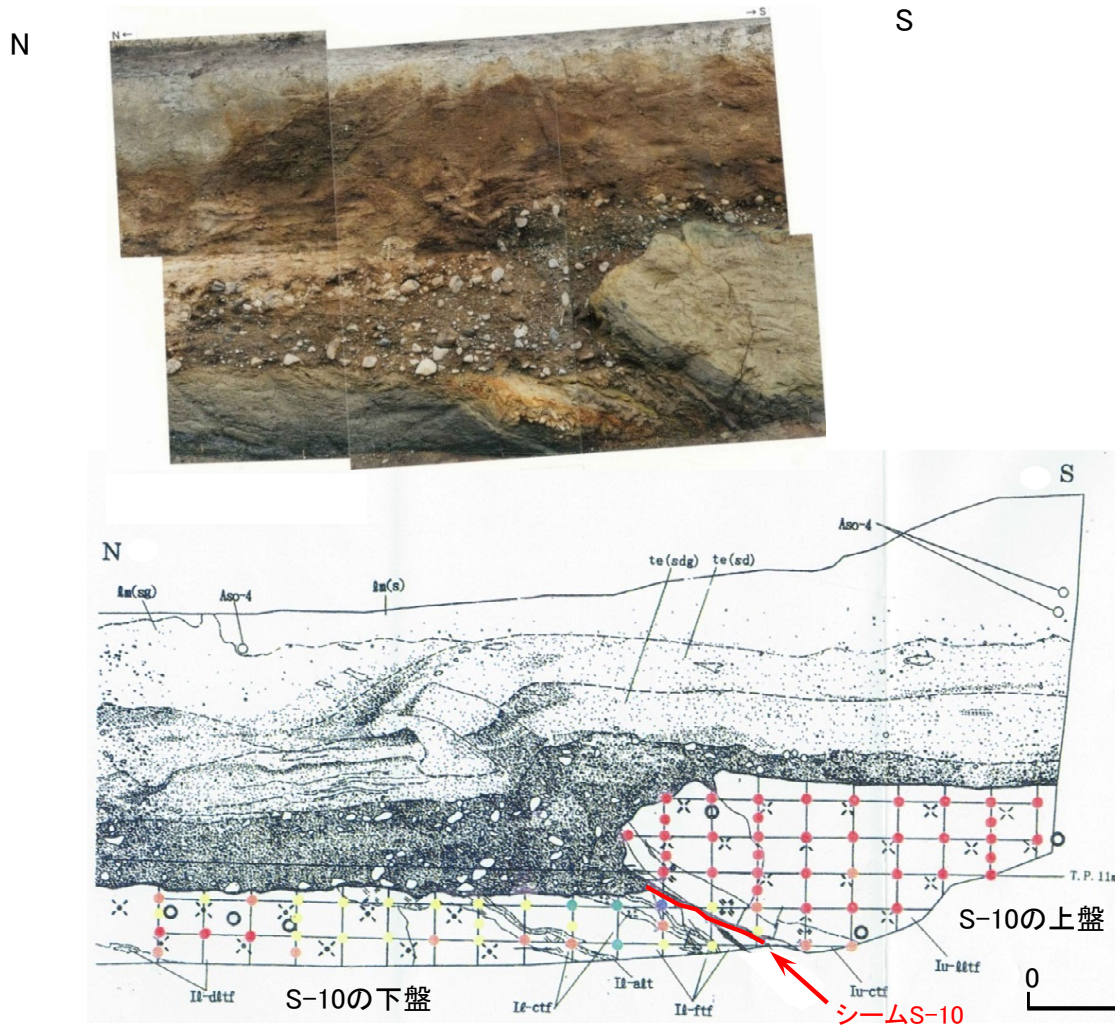 N
S
N←
→S
S
N
Aso-4
ℓm(sg)
Aso-4
ℓm(s)
te(sdg)
te(sd)
T.P. 11m
S-10の上盤
Iu-ℓℓtf
Iℓ-dℓtf
S-10の下盤
Iℓ-ctf
Iℓ-aℓt
Iℓ-ftf
Iu-ctf
シームS-10
0